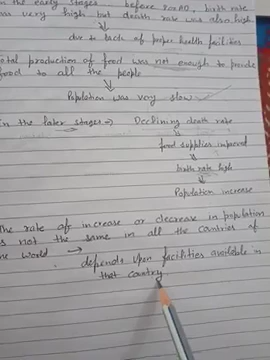 n the early stages before 2000, birth rate
as very high but death rate was also high
↓
due to lack of proper health facilities
otal production of food was not enough to provide
food to all the people
↓
Population was very slow
in the later stages → Declining death rate
↓
food supplies improved
↓
birth rate high
↓
Population increase
The rate of increase or decrease in population
is not the same in all the countries of
he world →
depends upon facilities available in
that country